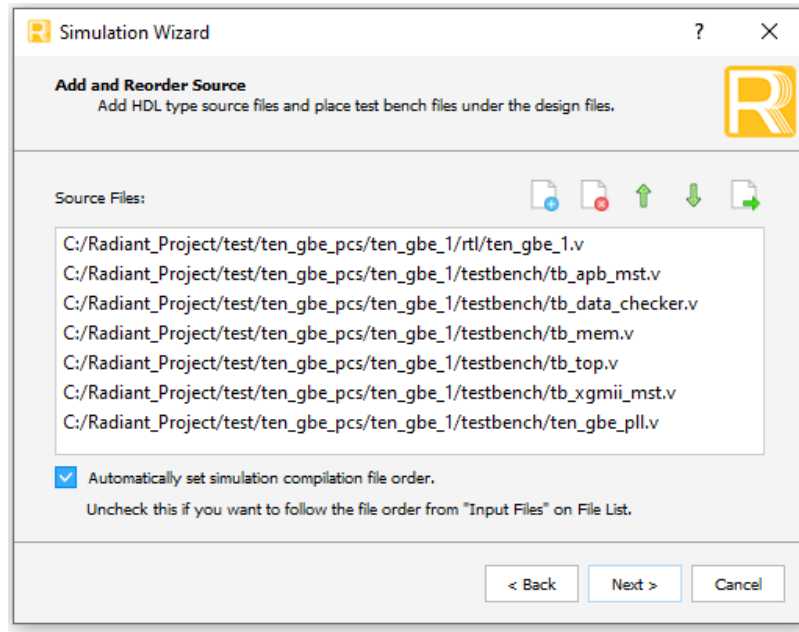 Simulation Wizard
?
Add and Reorder Source
Add HDL type source files and place test bench files under the design files.
Source Files:
C:/Radiant_Project/test/ten_gbe_pcs/ten_gbe_1/rtl/ten_gbe_1.v
C:/Radiant_Project/test/ten_gbe_pcs/ten_gbe_1/testbench/tb_apb_mst.v
C:/Radiant_Project/test/ten_gbe_pcs/ten_gbe_1/testbench/tb_data_checker.v
C:/Radiant_Project/test/ten_gbe_pcs/ten_gbe_1/testbench/tb_mem.v
C:/Radiant_Project/test/ten_gbe_pcs/ten_gbe_1/testbench/tb_top.v
C:/Radiant_Project/test/ten_gbe_pcs/ten_gbe_1/testbench/tb_xgmii_mst.v
C:/Radiant_Project/test/ten_gbe_pcs/ten_gbe_1/testbench/ten_gbe_pll.v
Automatically set simulation compilation file order.
Uncheck this if you want to follow the file order from "Input Files" on File List.
< Back Next > Cancel